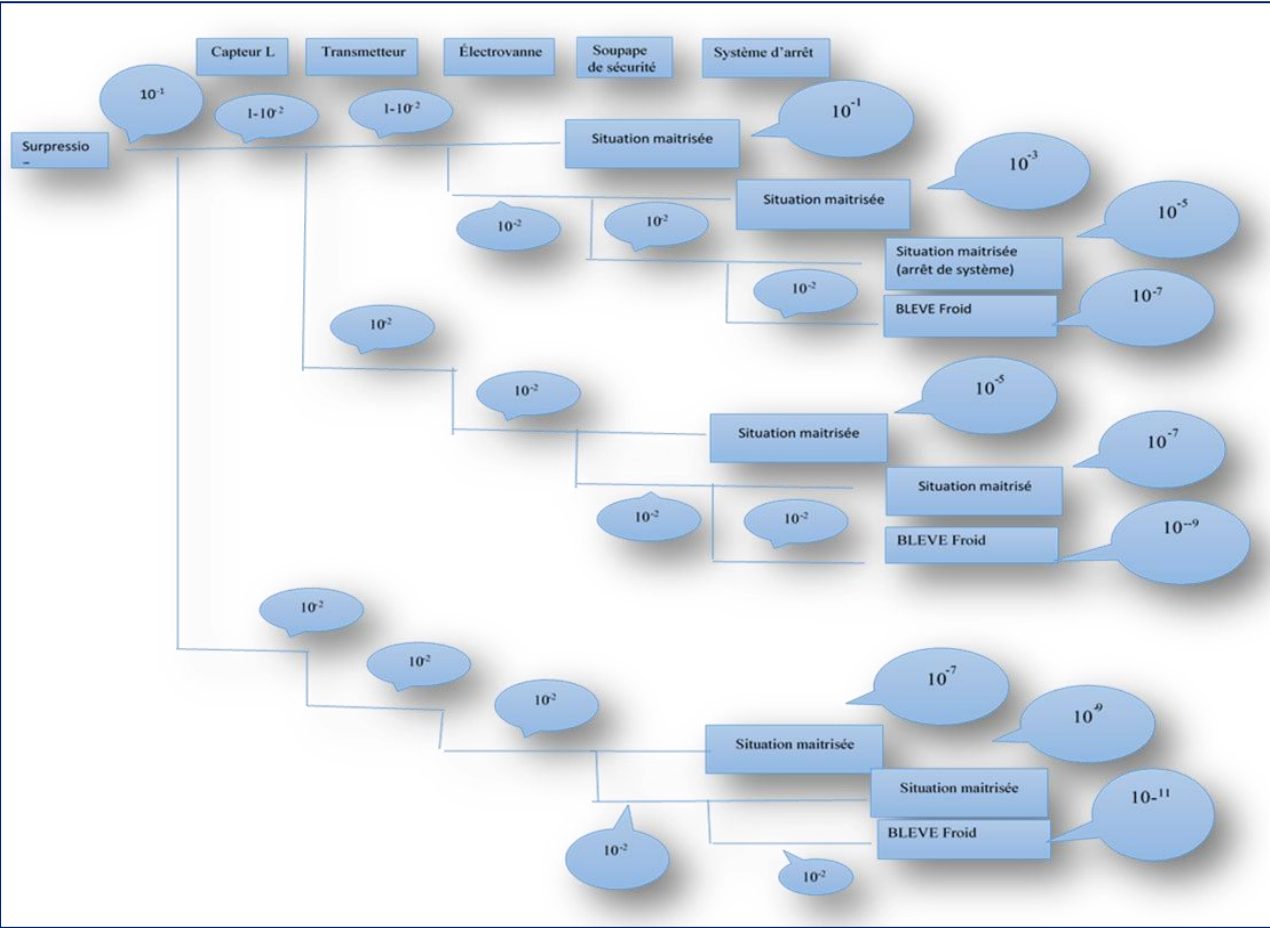 Capteur L
Transmetteur
Électrovanne
Soupape
de sécurité
Système d'arrêt
10⁻¹
1-10⁻²
1-10⁻²
10⁻¹
Surpressio
Situation maitrisée
10⁻³
Situation maitrisée
10⁻²
10⁻²
10⁻⁵
Situation maitrisée
(arrêt de système)
10⁻²
10⁻⁷
BLEVE Froid
10⁻²
10⁻²
10⁻⁵
Situation maitrisée
10⁻⁷
Situation maitrisé
10⁻²
10⁻²
10--⁹
BLEVE Froid
10⁻²
10⁻²
10⁻²
10⁻⁷
10⁻⁹
Situation maitrisée
Situation maitrisée
10-¹¹
BLEVE Froid
10⁻²
10⁻²